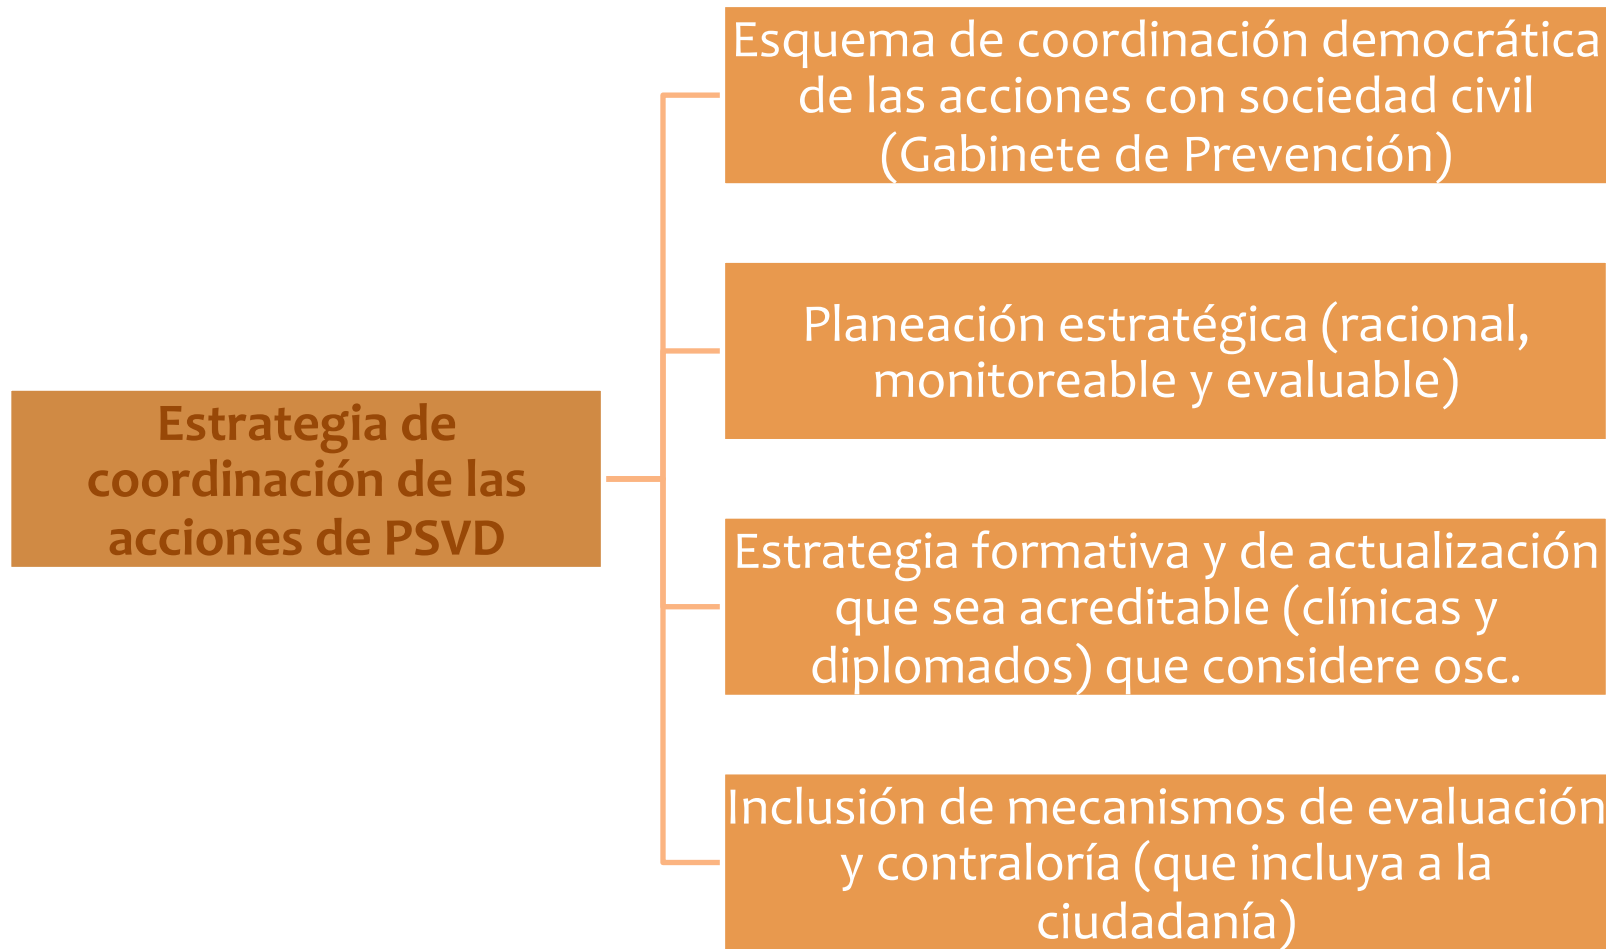 Estrategia de
coordinación de las
acciones de PSVD
Esquema de coordinación democrática
de las acciones con sociedad civil
(Gabinete de Prevención)
Planeación estratégica (racional,
monitoreable y evaluable)
Estrategia formativa y de actualización
que sea acreditable (clínicas y
diplomados) que considere osc.
Inclusión de mecanismos de evaluación
y contraloría (que incluya a la
ciudadanía)